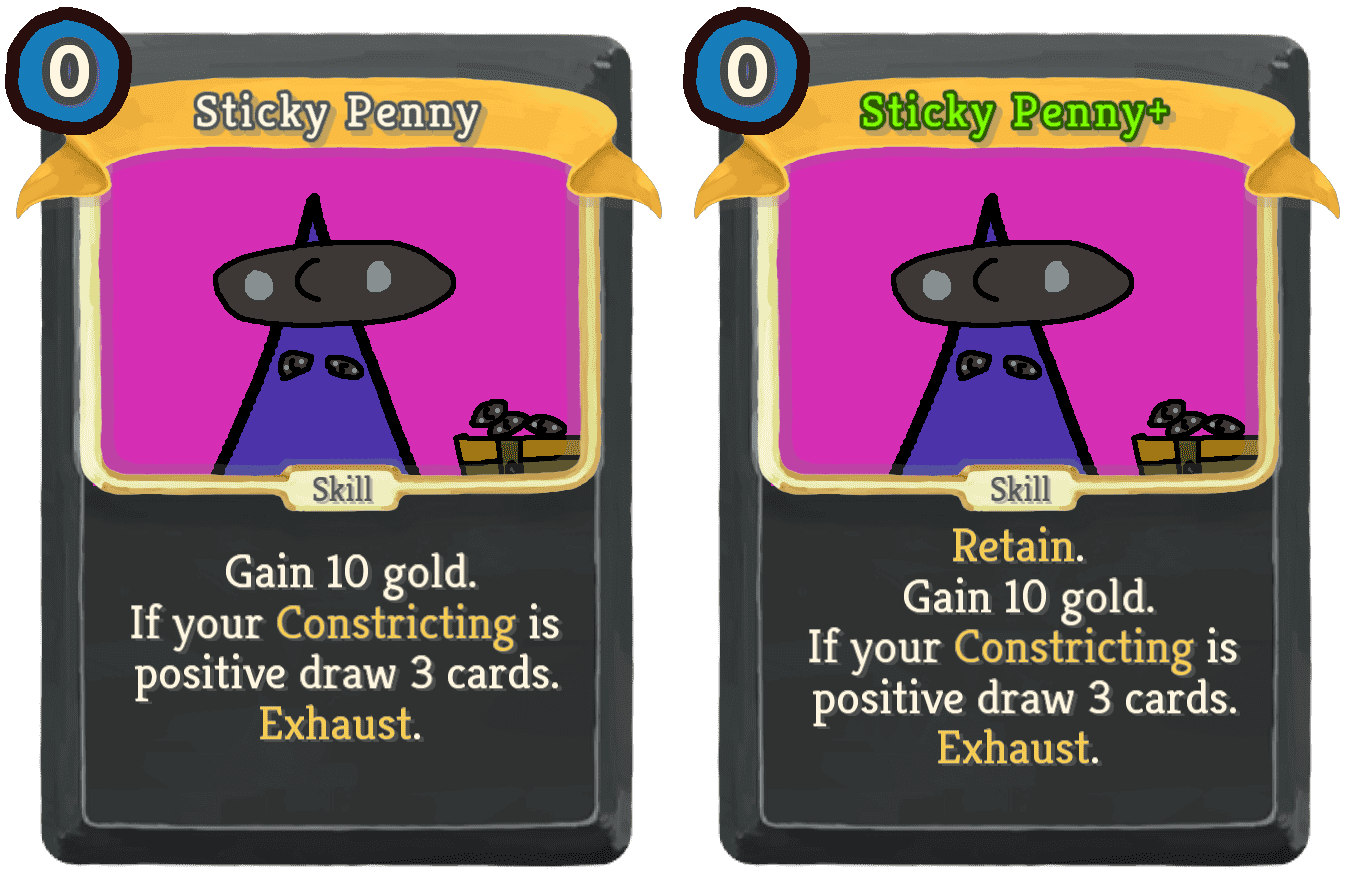 0
Sticky Penny
Skill
Gain 10 gold.
If your Constricting is
positive draw 3 cards.
Exhaust.
0
Sticky Penny+
Skill
Retain.
Gain 10 gold.
If your Constricting is
positive draw 3 cards.
Exhaust.